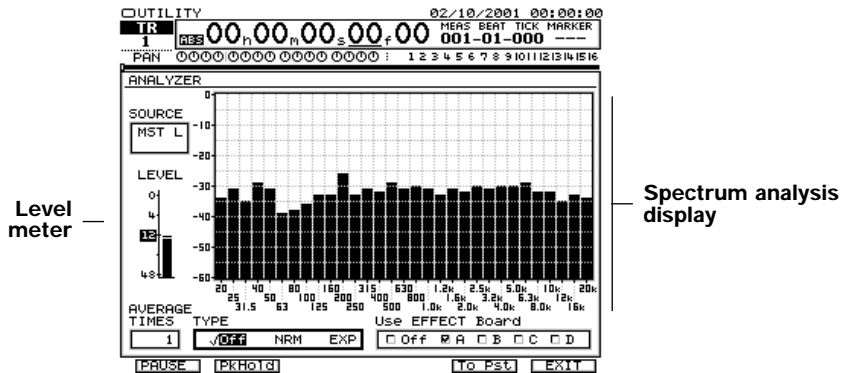 UTILITY 02/10/2001 00:00:00
TR MEAS BEAT TICK MARKER
1 ABS 00h00m00s00f00 001-01-000 ---
PAN 1 2 3 4 5 6 7 8 9 10 11 12 13 14 15 16
ANALYZER
SOURCE
MST L
LEVEL
0
4
12
48
0
-10
-20
-30
-40
-50
-60
20 40 80 160 315 630 1.2k 2.5k 5.0k 10k 20k
25 50 100 200 400 800 1.6k 3.2k 6.3k 12k
31.5 63 125 250 500 1.0k 2.0k 4.0k 8.0k 16k
Level
meter
Spectrum analysis
display
AVERAGE
TIMES TYPE Use EFFECT Board
1 √Off NRM EXP Off A B C D
PAUSE PkHold To Pst. EXIT